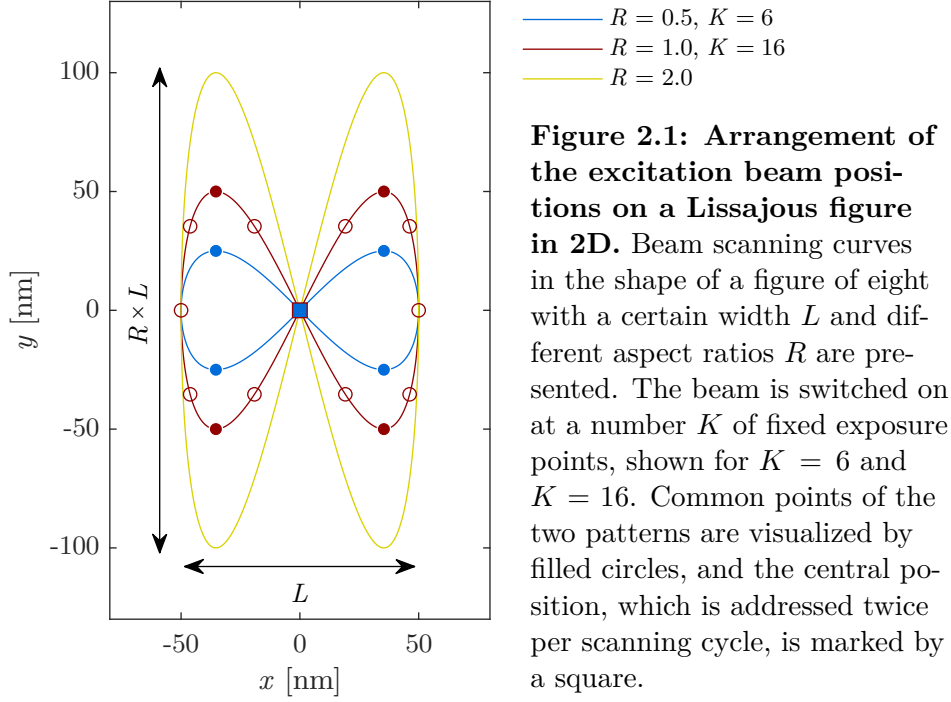 R = 0.5, K = 6
R = 1.0, K = 16
R = 2.0
100
50
0
-50
-100
y [nm]
R × L
L
-50
0
50
x [nm]
Figure 2.1: Arrangement of
the excitation beam posi-
tions on a Lissajous figure
in 2D. Beam scanning curves
in the shape of a figure of eight
with a certain width L and dif-
ferent aspect ratios R are pre-
sented. The beam is switched on
at a number K of fixed exposure
points, shown for K = 6 and
K = 16. Common points of the
two patterns are visualized by
filled circles, and the central po-
sition, which is addressed twice
per scanning cycle, is marked by
a square.